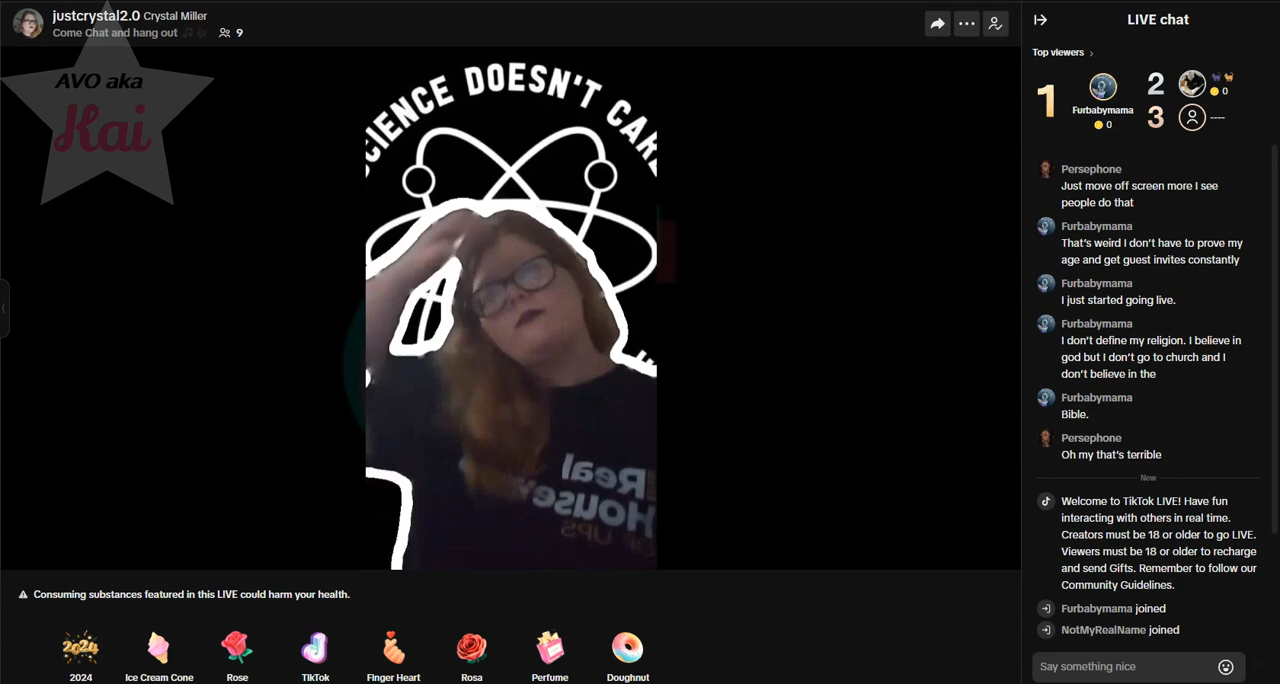 justcrystal2.0 Crystal Miller
Come Chat and hang out
9
AVO aka
Kai
SCIENCE DOESN'T CARE
Real
House
OF UPS
Consuming substances featured in this LIVE could harm your health.
2024
2024
Ice Cream Cone
Rose
TikTok
Finger Heart
Rosa
Perfume
Doughnut
LIVE chat
Top viewers
1
Furbabymama
0
2
0
3
----
Persephone
Just move off screen more I see
people do that
Furbabymama
That's weird I don't have to prove my
age and get guest invites constantly
Furbabymama
I just started going live.
Furbabymama
I don't define my religion. I believe in
god but I don't go to church and I
don't believe in the
Furbabymama
Bible.
Persephone
Oh my that's terrible
New
Welcome to TikTok LIVE! Have fun
interacting with others in real time.
Creators must be 18 or older to go LIVE.
Viewers must be 18 or older to recharge
and send Gifts. Remember to follow our
Community Guidelines.
Furbabymama joined
NotMyRealName joined
Say something nice